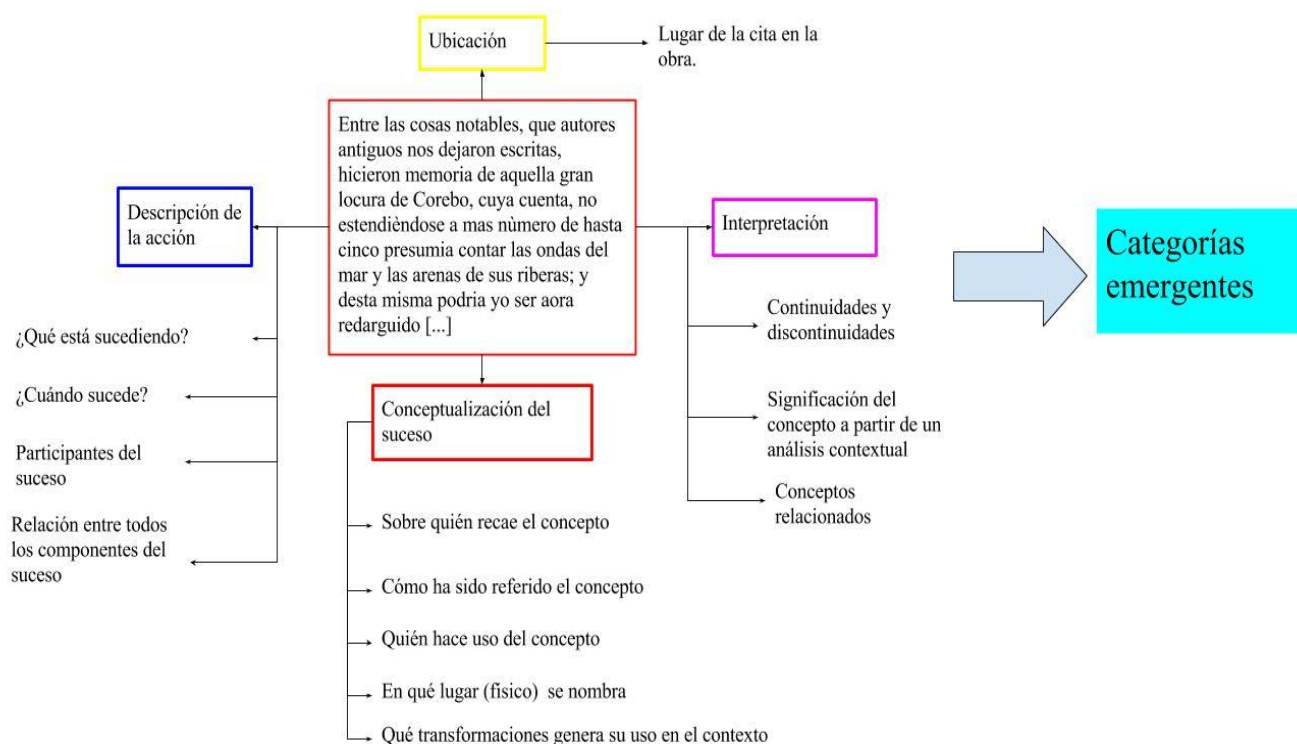 Ubicación
Lugar de la cita en la
obra.
Entre las cosas notables, que autores
antiguos nos dejaron escritas,
hicieron memoria de aquella gran
locura de Corebo, cuya cuenta, no
estendièndose a mas nùmero de hasta
cinco presumia contar las ondas del
mar y las arenas de sus riberas; y
desta misma podria yo ser aora
redarguido [...]
Descripción de
la acción
¿Qué está sucediendo?
¿Cuándo sucede?
Participantes del
suceso
Relación entre todos
los componentes del
suceso
Conceptualización del
suceso
Sobre quién recae el concepto
Cómo ha sido referido el concepto
Quién hace uso del concepto
En qué lugar (físico) se nombra
Qué transformaciones genera su uso en el contexto
Interpretación
Continuidades y
discontinuidades
Significación del
concepto a partir de un
análisis contextual
Conceptos
relacionados
Categorías
emergentes